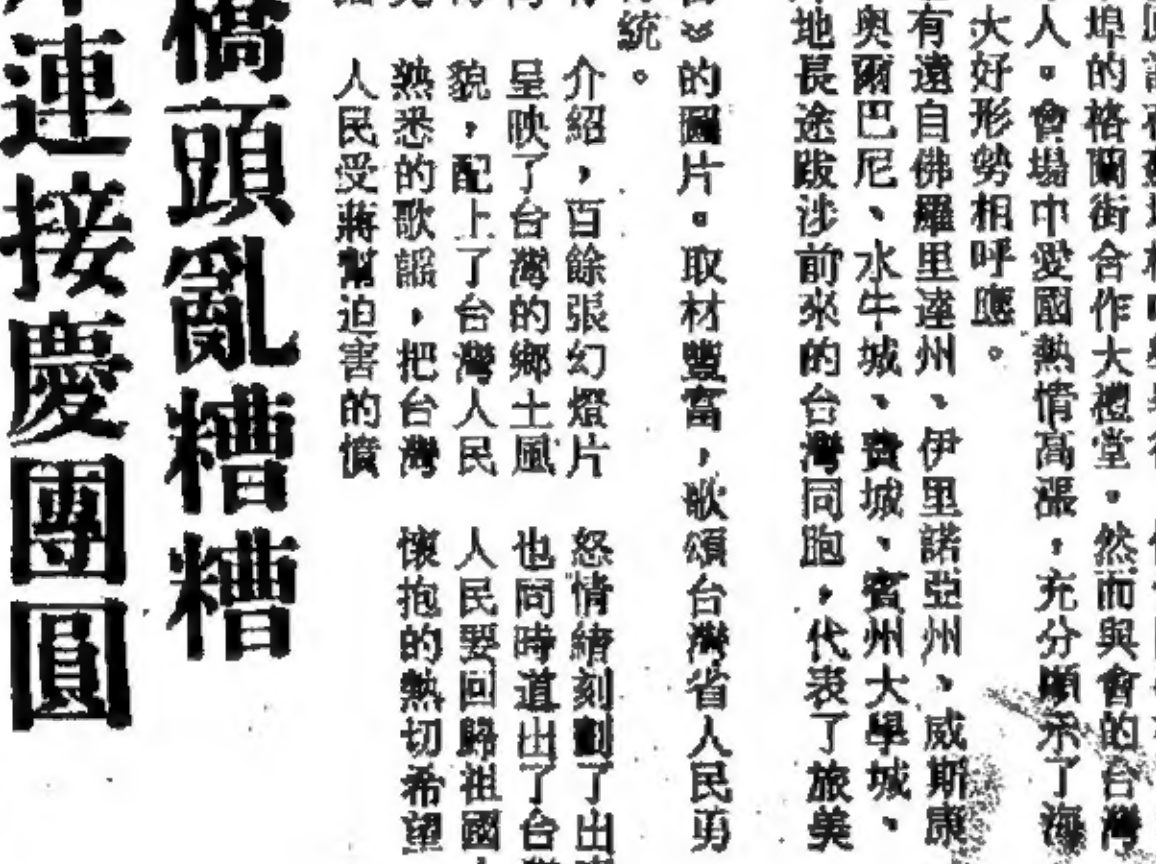 埠的格蘭街合作大禮堂。然而與會的台灣
人。會場中愛國熱情高漲，充分顯示了海
大好形勢相呼應。
有遠自佛羅里達州、伊里諾亞州、威斯康
奧爾巴尼、水牛城、費城、賓州大學城、
地長途跋涉前來的台灣同胞，代表了旅美
》的圖片。取材豐富，歌頌台灣省人民勇
統。
介紹，百餘張幻燈片
呈映了台灣的鄉土風
貌，配上了台灣人民
熟悉的歌謠，把台灣
人民受蔣幫迫害的憤
怒情緒刻劃了出
也同時道出了台
人民要回歸祖國
懷抱的熱切希望
橋頭亂糟糟
連接慶團圓